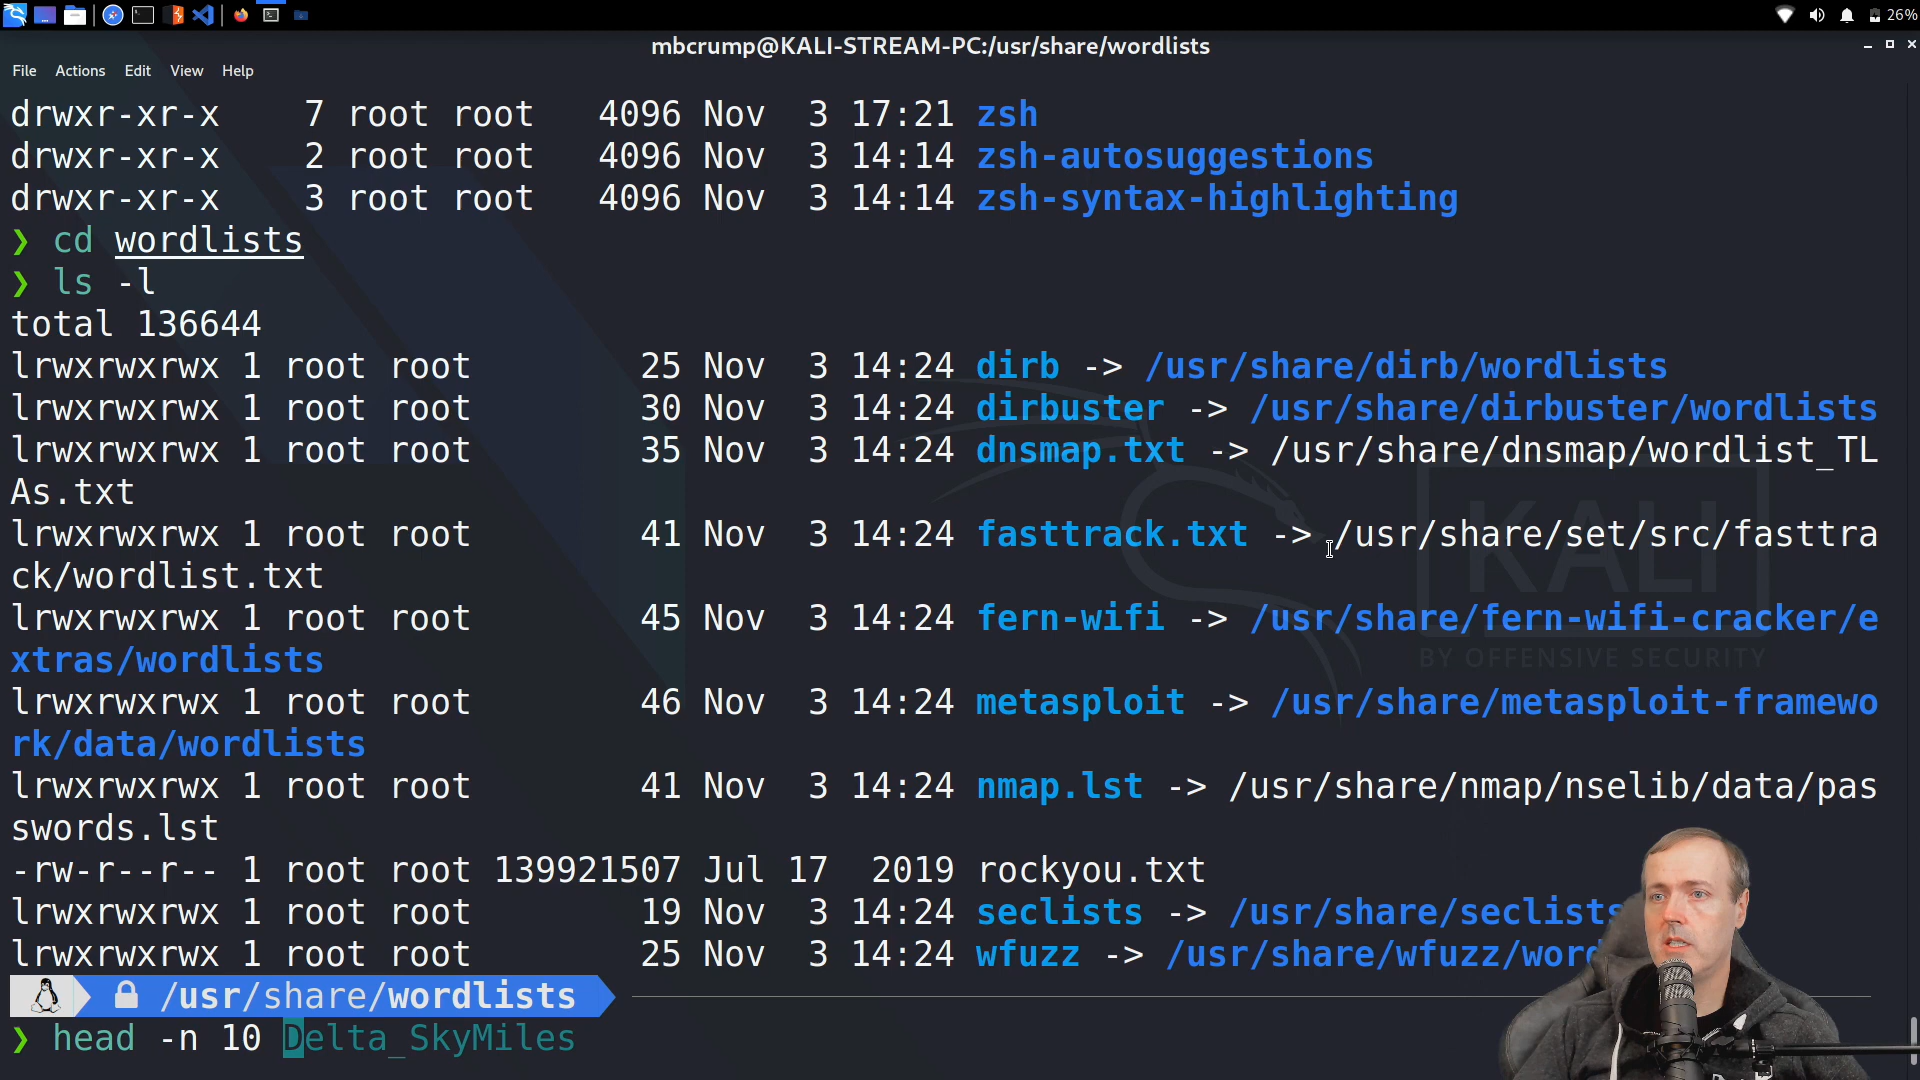 26%
mbcrump@KALI-STREAM-PC:/usr/share/wordlists
File Actions Edit View Help
drwxr-xr-x 7 root root 4096 Nov 3 17:21 zsh
drwxr-xr-x 2 root root 4096 Nov 3 14:14 zsh-autosuggestions
drwxr-xr-x 3 root root 4096 Nov 3 14:14 zsh-syntax-highlighting
❯ cd wordlists
❯ ls -l
total 136644
lrwxrwxrwx 1 root root 25 Nov 3 14:24 dirb -> /usr/share/dirb/wordlists
lrwxrwxrwx 1 root root 30 Nov 3 14:24 dirbuster -> /usr/share/dirbuster/wordlists
lrwxrwxrwx 1 root root 35 Nov 3 14:24 dnsmap.txt -> /usr/share/dnsmap/wordlist_TL
As.txt
lrwxrwxrwx 1 root root 41 Nov 3 14:24 fasttrack.txt -> /usr/share/set/src/fasttra
ck/wordlist.txt
lrwxrwxrwx 1 root root 45 Nov 3 14:24 fern-wifi -> /usr/share/fern-wifi-cracker/e
xtras/wordlists
lrwxrwxrwx 1 root root 46 Nov 3 14:24 metasploit -> /usr/share/metasploit-framewo
rk/data/wordlists
lrwxrwxrwx 1 root root 41 Nov 3 14:24 nmap.lst -> /usr/share/nmap/nselib/data/pas
swords.lst
-rw-r--r-- 1 root root 139921507 Jul 17 2019 rockyou.txt
lrwxrwxrwx 1 root root 19 Nov 3 14:24 seclists -> /usr/share/seclists
lrwxrwxrwx 1 root root 25 Nov 3 14:24 wfuzz -> /usr/share/wfuzz/word
/usr/share/wordlists
❯ head -n 10 Delta_SkyMiles
KALI
BY OFFENSIVE SECURITY